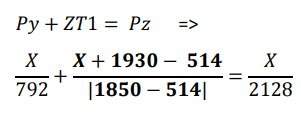 Py + ZT1 = Pz =>
X/792 + X + 1930 − 514/|1850 − 514| = X/2128